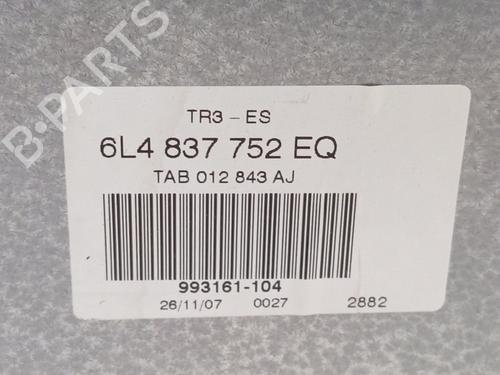 B-PARTS
TR3 - ES
6L4 837 752 EQ
TAB 012 843 AJ
993161-104
26/11/07 0027 2882